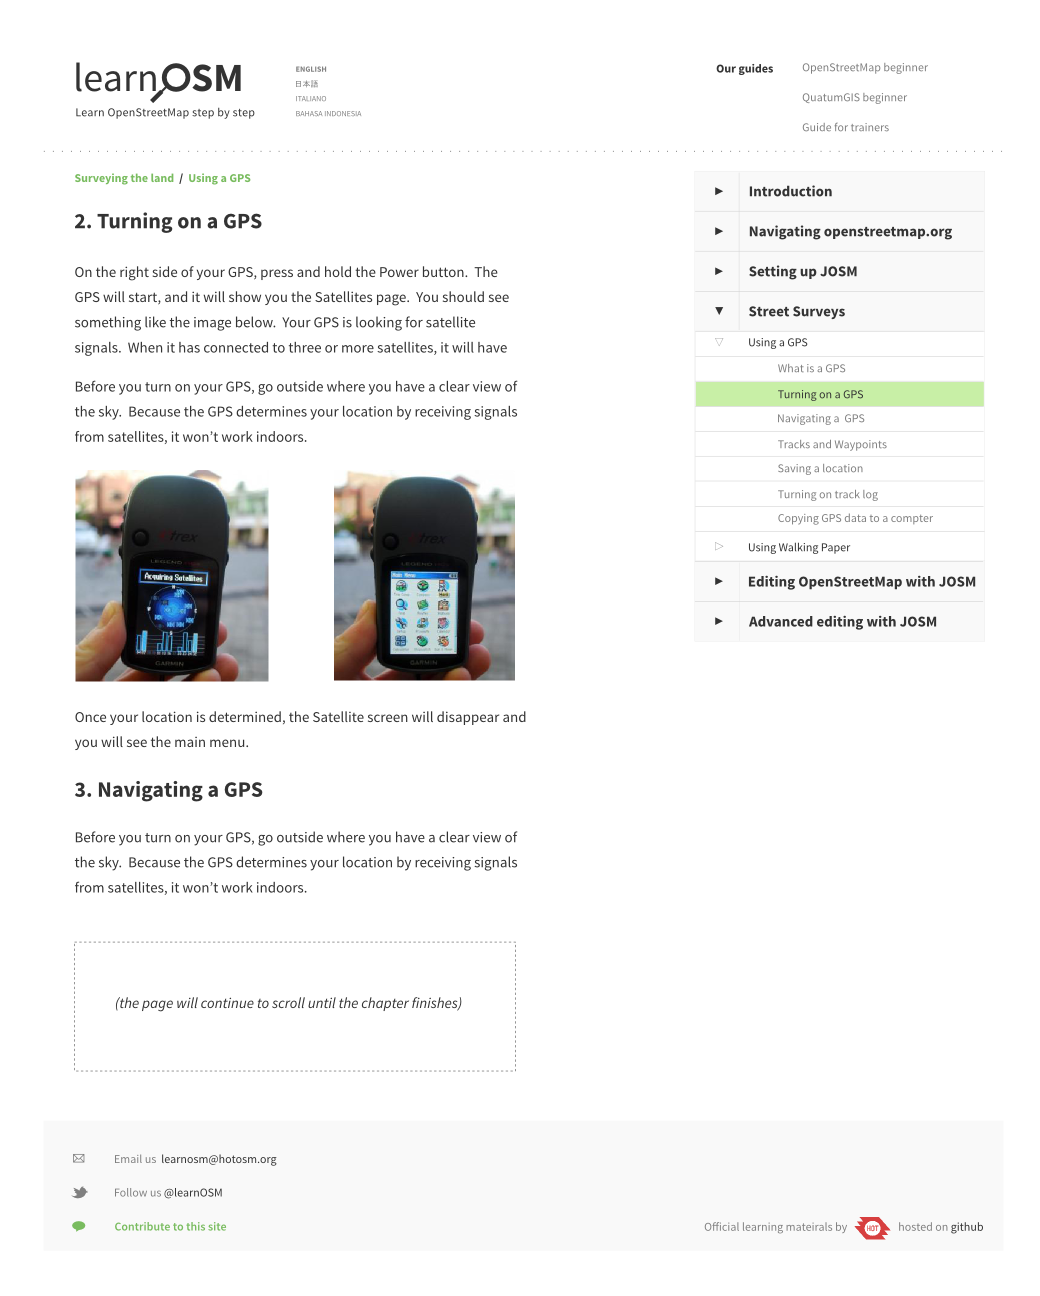 learnOSM
Learn OpenStreetMap step by step
ENGLISH
日本語
ITALIANO
BAHASA INDONESIA
Our guides
OpenStreetMap beginner
QuatumGIS beginner
Guide for trainers
Surveying the land / Using a GPS
2. Turning on a GPS
On the right side of your GPS, press and hold the Power button. The
GPS will start, and it will show you the Satellites page. You should see
something like the image below. Your GPS is looking for satellite
signals. When it has connected to three or more satellites, it will have
Before you turn on your GPS, go outside where you have a clear view of
the sky. Because the GPS determines your location by receiving signals
from satellites, it won’t work indoors.
etrex
LEGEND
Acquiring Satellites
GARMIN
etrex
LEGEND
Main Menu
GARMIN
Once your location is determined, the Satellite screen will disappear and
you will see the main menu.
3. Navigating a GPS
Before you turn on your GPS, go outside where you have a clear view of
the sky. Because the GPS determines your location by receiving signals
from satellites, it won’t work indoors.
(the page will continue to scroll until the chapter finishes)
Introduction
Navigating openstreetmap.org
Setting up JOSM
Street Surveys
Using a GPS
What is a GPS
Turning on a GPS
Navigating a GPS
Tracks and Waypoints
Saving a location
Turning on track log
Copying GPS data to a compter
Using Walking Paper
Editing OpenStreetMap with JOSM
Advanced editing with JOSM
Email us learnosm@hotosm.org
Follow us @learnOSM
Contribute to this site
Official learning mateirals by HOT hosted on github